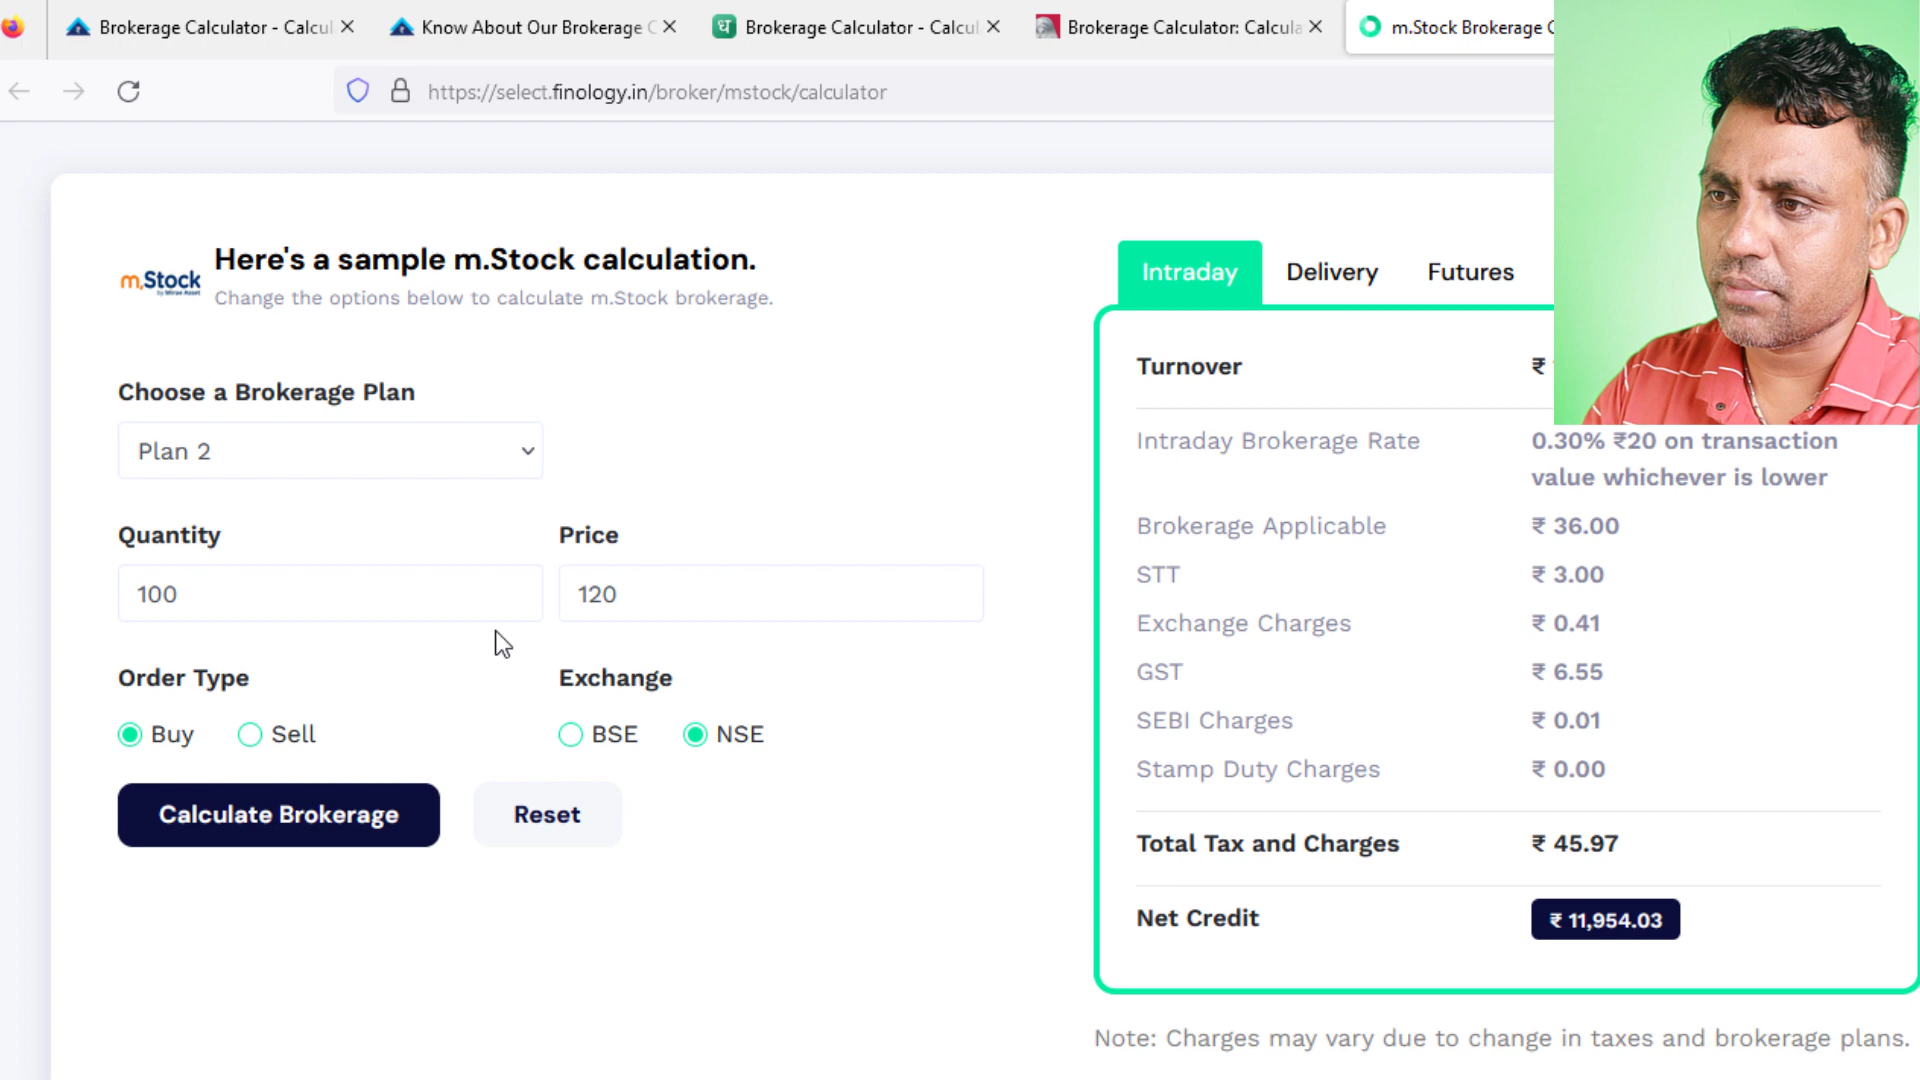 Brokerage Calculator - Calcul
Know About Our Brokerage C
Brokerage Calculator - Calcul
Brokerage Calculator: Calcula
m.Stock Brokerage C
https://select.finology.in/broker/mstock/calculator
m.Stock
by Mirae Asset
Here's a sample m.Stock calculation.
Change the options below to calculate m.Stock brokerage.
Choose a Brokerage Plan
Plan 2
Quantity
Price
100
120
Order Type
Exchange
Buy
Sell
BSE
NSE
Calculate Brokerage
Reset
Intraday
Delivery
Futures
Turnover ₹
Intraday Brokerage Rate 0.30% ₹20 on transaction
value whichever is lower
Brokerage Applicable ₹ 36.00
STT ₹ 3.00
Exchange Charges ₹ 0.41
GST ₹ 6.55
SEBI Charges ₹ 0.01
Stamp Duty Charges ₹ 0.00
Total Tax and Charges ₹ 45.97
Net Credit ₹ 11,954.03
Note: Charges may vary due to change in taxes and brokerage plans.